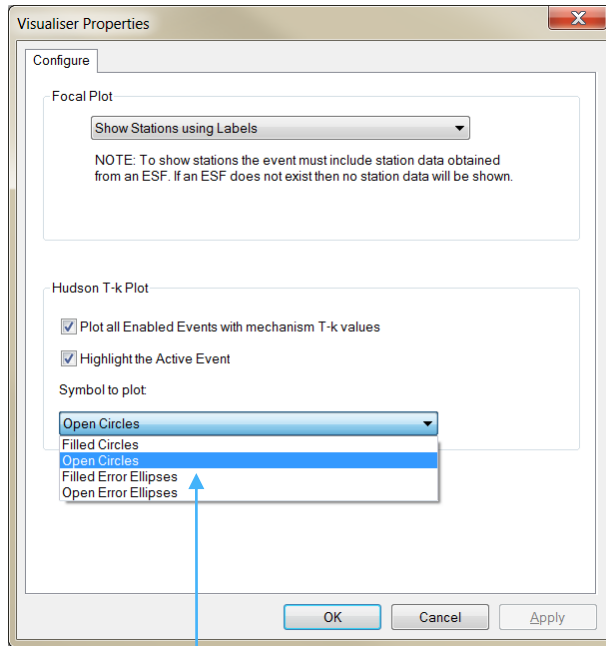 Visualiser Properties
X
Configure
Focal Plot
Show Stations using Labels
NOTE: To show stations the event must include station data obtained
from an ESF. If an ESF does not exist then no station data will be shown.
Hudson T-k Plot
Plot all Enabled Events with mechanism T-k values
Highlight the Active Event
Symbol to plot:
Open Circles
Filled Circles
Open Circles
Filled Error Ellipses
Open Error Ellipses
OK Cancel Apply